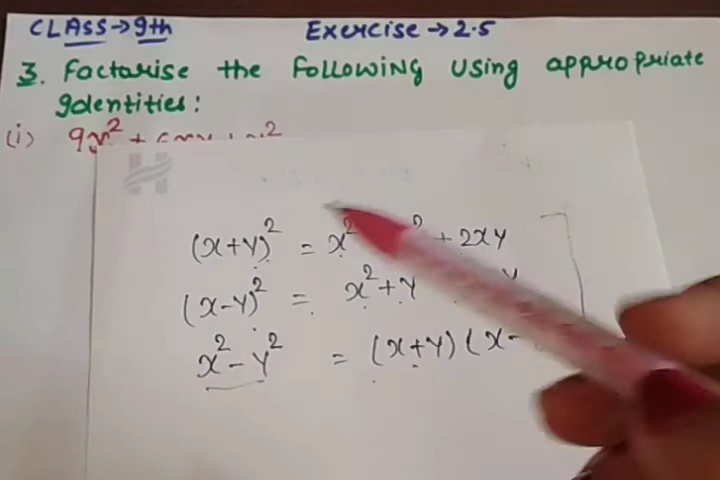 CLASS→9th Exercise→2.5
3. Factorise the Following Using appropriate
Identities:
(i) 9x² +
(x+y)² = x² + 2xy
(x-y)² = x²+y
x²-y² = (x+y)(x-